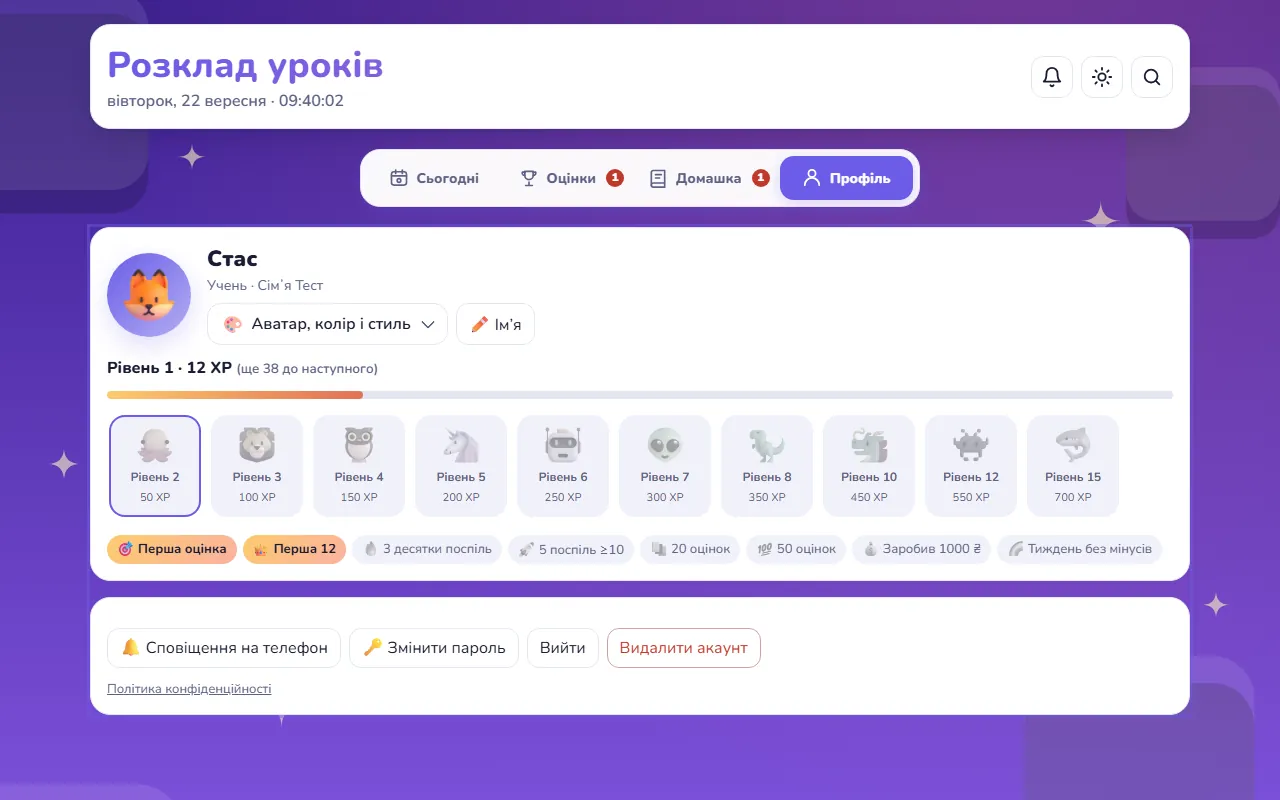 Розклад уроків
вівторок, 22 вересня · 09:40:02
Сьогодні
Оцінки 1
Домашка 1
Профіль
Стас
Учень · Сімʼя Тест
Аватар, колір і стиль
Ім’я
Рівень 1 · 12 XP (ще 38 до наступного)
Рівень 2
50 XP
Рівень 3
100 XP
Рівень 4
150 XP
Рівень 5
200 XP
Рівень 6
250 XP
Рівень 7
300 XP
Рівень 8
350 XP
Рівень 10
450 XP
Рівень 12
550 XP
Рівень 15
700 XP
Перша оцінка
Перша 12
3 десятки поспіль
5 поспіль ≥10
20 оцінок
50 оцінок
Заробив 1000 ₴
Тиждень без мінусів
Сповіщення на телефон
Змінити пароль
Вийти
Видалити акаунт
Політика конфіденційності